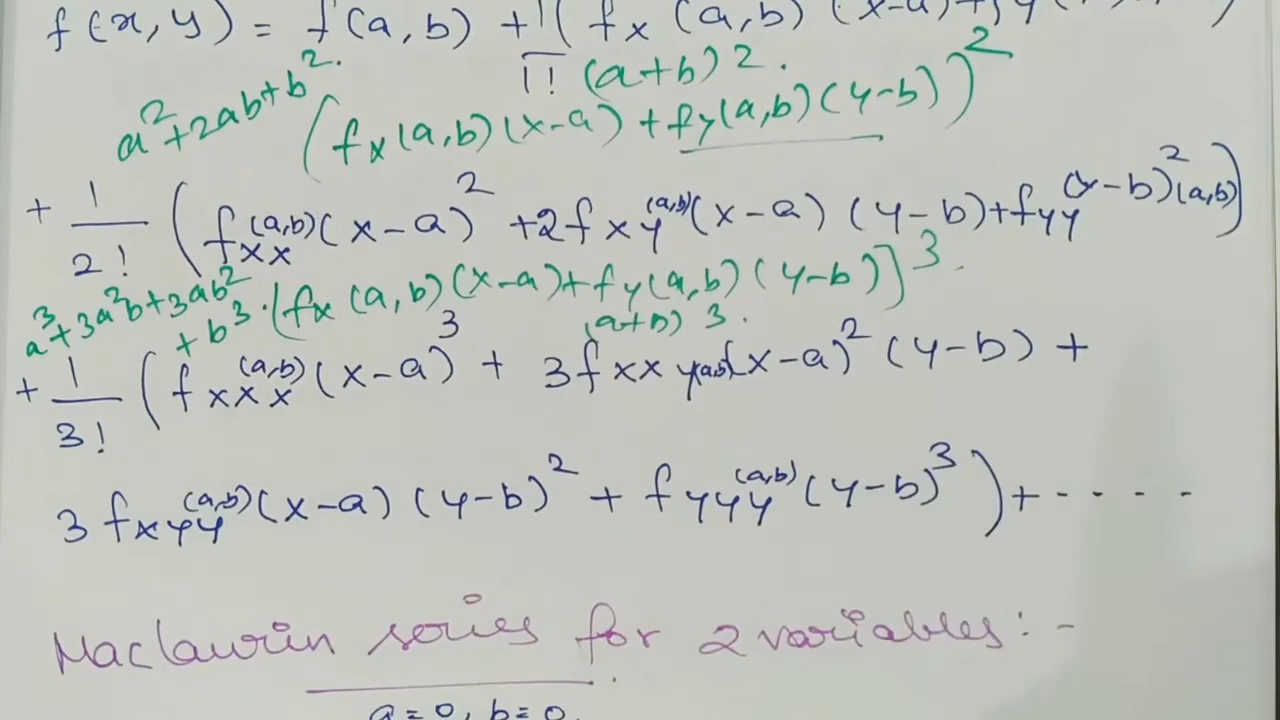 f(x, y) = f(a, b) + 1/1! ( fx (a, b) (x-a) + fy
a²+2ab+b². (a+b)2.
(fx(a,b)(x-a) + fy(a,b)(y-b))²
+ 1/2! ( fxx(a,b)(x-a)² + 2fxy(a,b)(x-a) (y-b)+fyy(y-b)²(a,b))
a³+3a²b+3ab²+b³. (fx (a,b)(x-a)+fy(a,b)(y-b))]³.
(a+b) 3.
+ 1/3! ( fxxx(a,b)(x-a)³ + 3fxxy(a,b)(x-a)² (y-b) +
3 fxyy(a,b)(x-a) (y-b)² + fyyy(a,b)(y-b)³) + - - - - -
Maclaurin series for 2 variables: -
a=0, b=0.